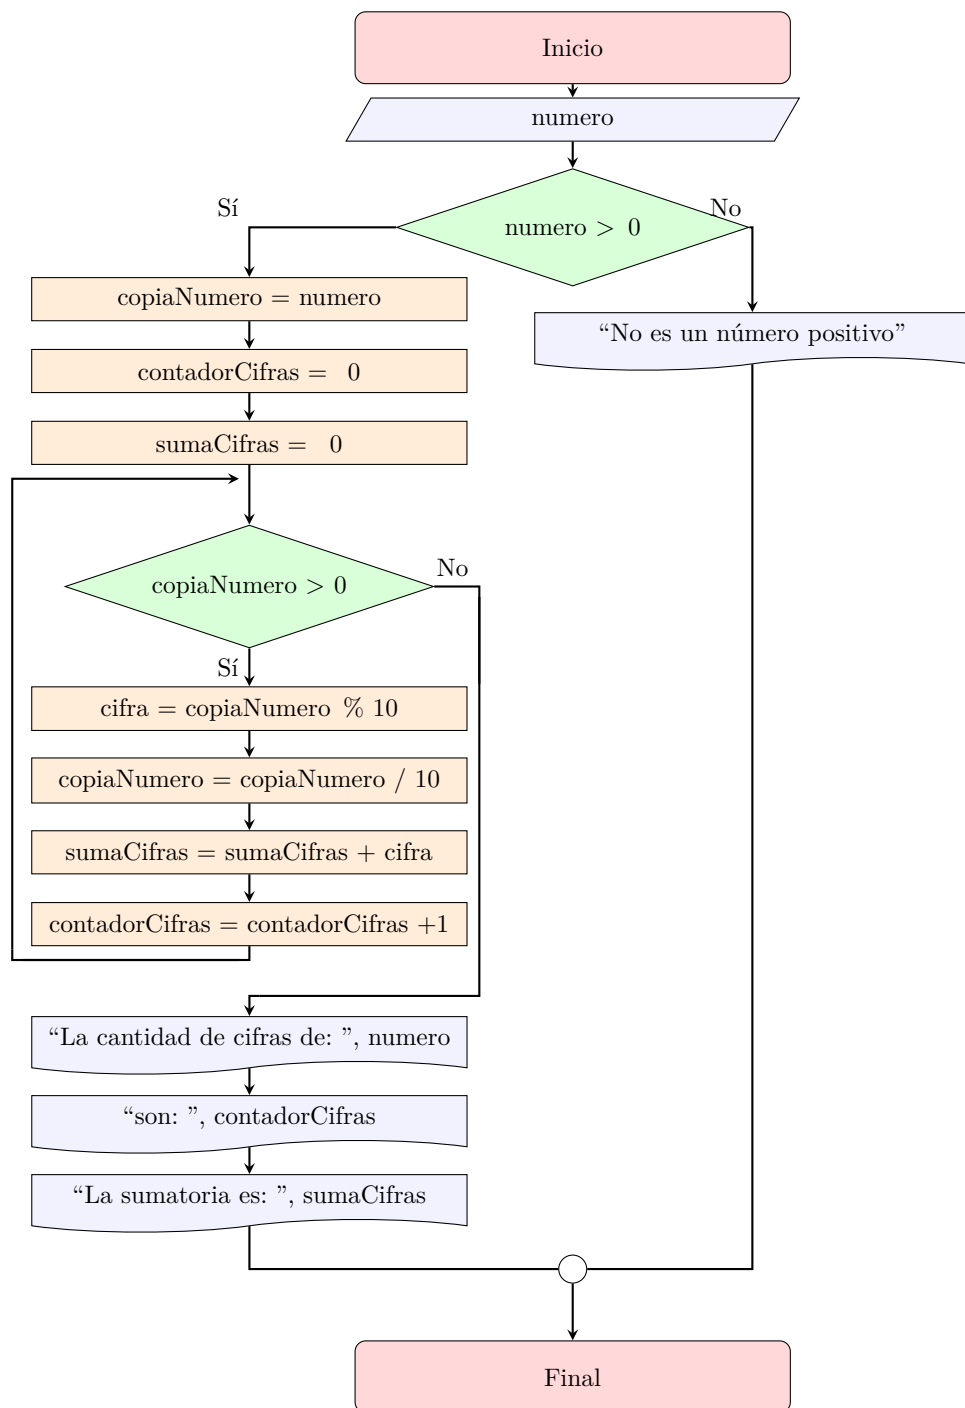 Inicio
numero
numero > 0
Sí
No
copiaNumero = numero
“No es un número positivo”
contadorCifras = 0
sumaCifras = 0
copiaNumero > 0
No
Sí
cifra = copiaNumero % 10
copiaNumero = copiaNumero / 10
sumaCifras = sumaCifras + cifra
contadorCifras = contadorCifras +1
“La cantidad de cifras de: ”, numero
“son: ”, contadorCifras
“La sumatoria es: ”, sumaCifras
Final